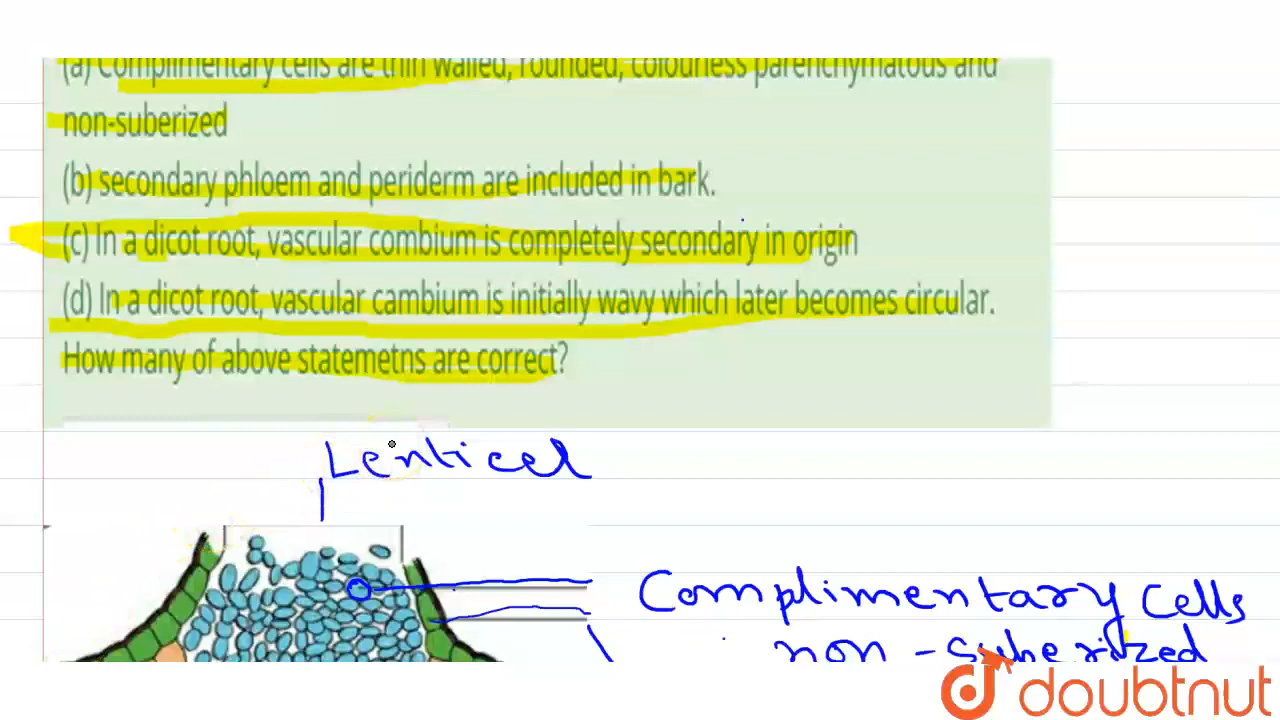 (a) Complimentary cells are thin walled, rounded, colourless parenchymatous and
non-suberized
(b) secondary phloem and periderm are included in bark.
(c) In a dicot root, vascular combium is completely secondary in origin
(d) In a dicot root, vascular cambium is initially wavy which later becomes circular.
How many of above statemetns are correct?
Lenticel
Complimentary Cells
non-suberized
doubtnut